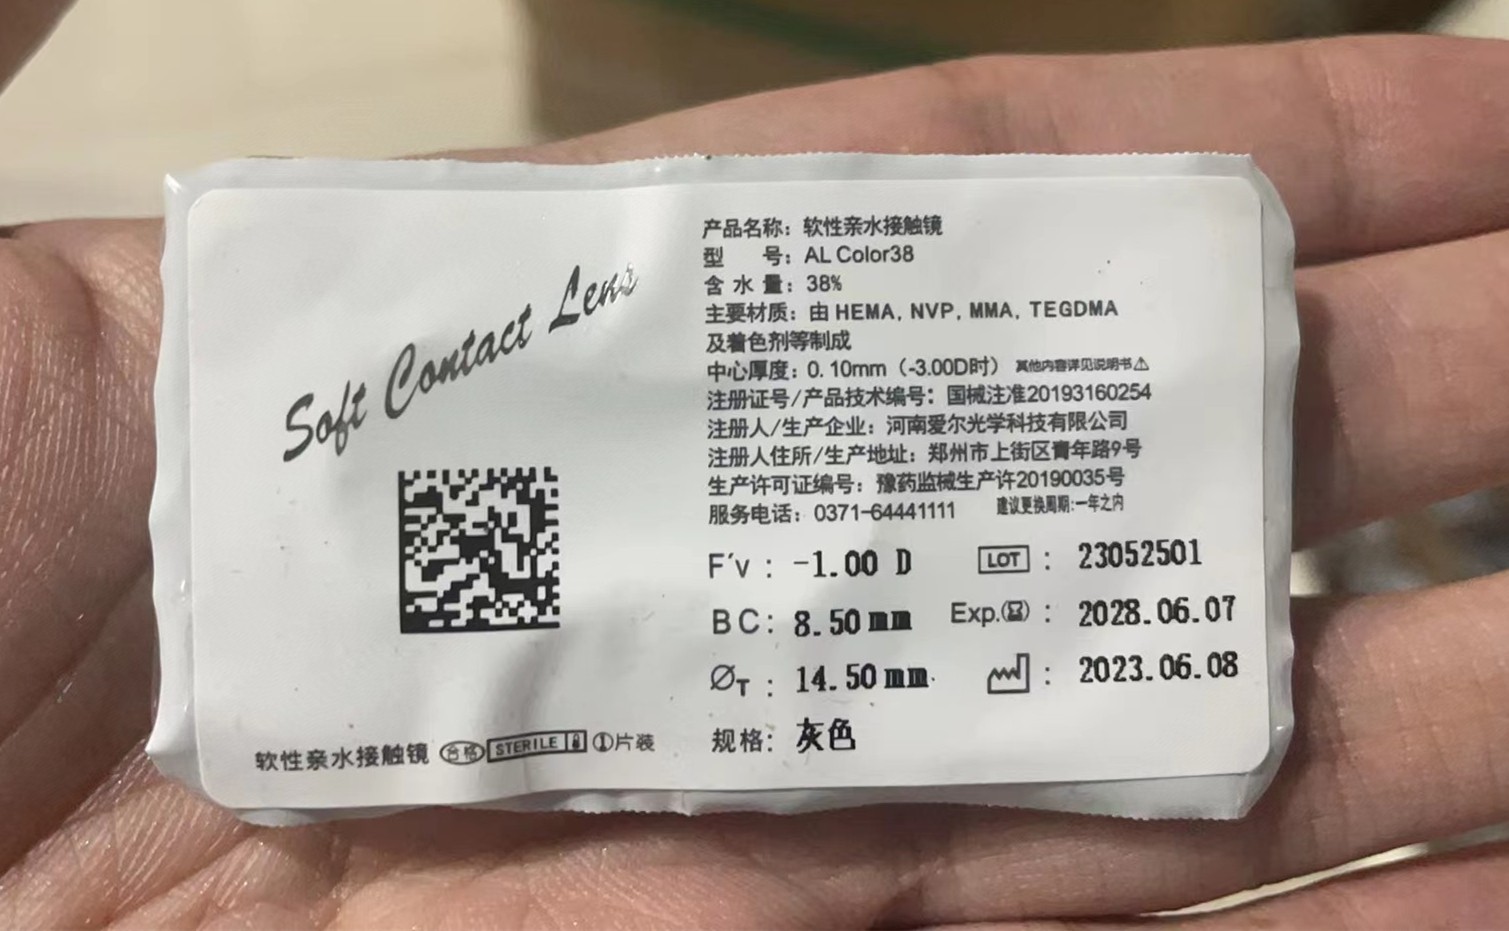 Soft Contact Lens
产品名称：软性亲水接触镜
型 号：AL Color38
含 水 量：38%
主要材质：由 HEMA, NVP, MMA, TEGDMA
及着色剂等制成
中心厚度：0.10mm（-3.00D时） 其他内容详见说明书⚠
注册证号/产品技术编号：国械注准20193160254
注册人/生产企业：河南爱尔光学科技有限公司
注册人住所/生产地址：郑州市上街区青年路9号
生产许可证编号：豫药监械生产许20190035号
服务电话：0371-64441111 建议更换周期:一年之内
F′v : -1.00 D LOT : 23052501
BC: 8.50mm Exp.(⌛) : 2028.06.07
∅T : 14.50mm : 2023.06.08
规格: 灰色
软性亲水接触镜 合格 STERILE ①片装